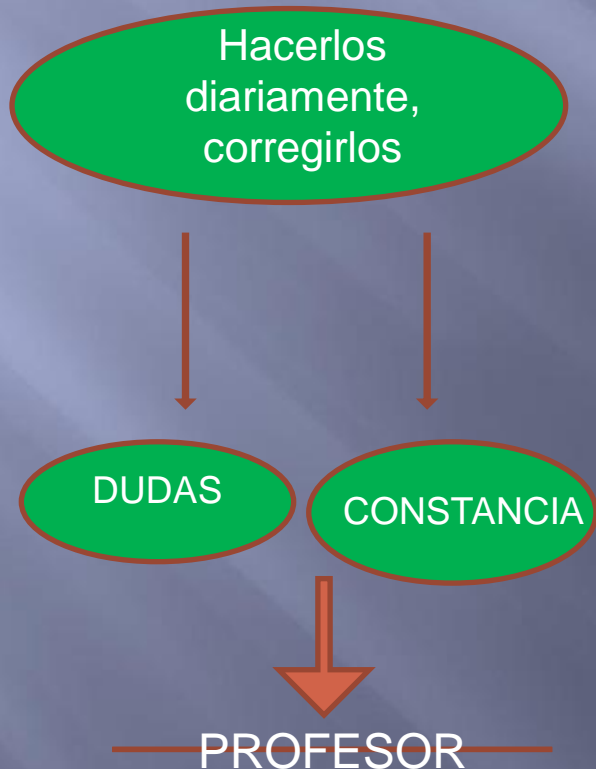 Hacerlos
diariamente,
corregirlos
DUDAS
CONSTANCIA
PROFESOR